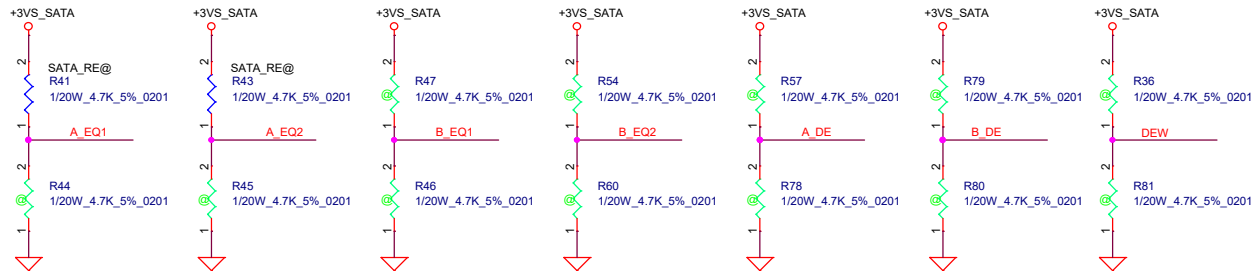 +3VS_SATA +3VS_SATA +3VS_SATA +3VS_SATA +3VS_SATA +3VS_SATA +3VS_SATA
2 2 2 2 2 2 2
SATA_RE@ SATA_RE@
R41 R43 R47 R54 R57 R79 R36
1/20W_4.7K_5%_0201 1/20W_4.7K_5%_0201 @ 1/20W_4.7K_5%_0201 @ 1/20W_4.7K_5%_0201 @ 1/20W_4.7K_5%_0201 @ 1/20W_4.7K_5%_0201 @ 1/20W_4.7K_5%_0201
1 1 1 1 1 1 1
A_EQ1 A_EQ2 B_EQ1 B_EQ2 A_DE B_DE DEW
2 2 2 2 2 2 2
R44 R45 R46 R60 R78 R80 R81
@ 1/20W_4.7K_5%_0201 @ 1/20W_4.7K_5%_0201 @ 1/20W_4.7K_5%_0201 @ 1/20W_4.7K_5%_0201 @ 1/20W_4.7K_5%_0201 @ 1/20W_4.7K_5%_0201 @ 1/20W_4.7K_5%_0201
1 1 1 1 1 1 1